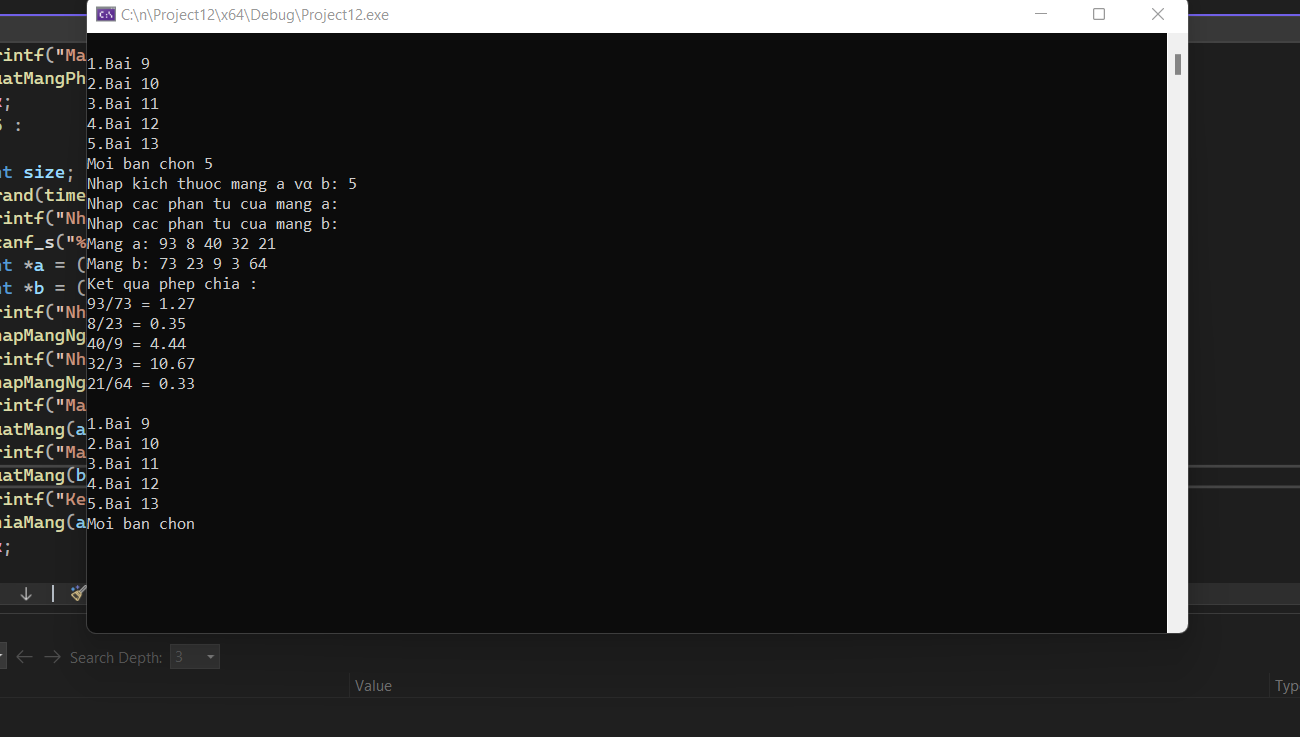 C:\n\Project12\x64\Debug\Project12.exe
1.Bai 9
2.Bai 10
3.Bai 11
4.Bai 12
5.Bai 13
Moi ban chon 5
Nhap kich thuoc mang a vα b: 5
Nhap cac phan tu cua mang a:
Nhap cac phan tu cua mang b:
Mang a: 93 8 40 32 21
Mang b: 73 23 9 3 64
Ket qua phep chia :
93/73 = 1.27
8/23 = 0.35
40/9 = 4.44
32/3 = 10.67
21/64 = 0.33
1.Bai 9
2.Bai 10
3.Bai 11
4.Bai 12
5.Bai 13
Moi ban chon
rintf("Ma
uatMangPh
;
:
nt size;
rand(time
rintf("Nh
canf_s("%
nt *a = (
nt *b = (
rintf("Nh
hapMangNg
rintf("Nh
hapMangNg
rintf("Ma
uatMang(a
rintf("Ma
uatMang(b
rintf("Ke
hiaMang(a
;
Search Depth: 3
Value
Typ